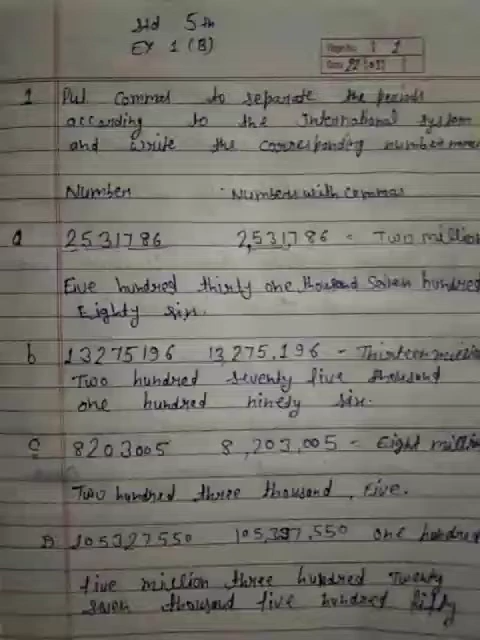 Std 5th
EX 1 (B)
Page No. 1 1
Date 22
1 Put Commas to separate the periods
according to the International system
and write the corresponding number names
Number Numbers with Commas
a 2531786 2,531,786 = Two million
Five hundred thirty one thousand Seven hundred
Eighty six.
b 13275196 13,275,196 - Thirteen million
Two hundred seventy five thousand
one hundred ninety six.
C 8203005 8,203,005 - Eight million
Two hundred three thousand, Five.
D 105327550 105,327,550 one hundred
five million three hundred Twenty
seven thousand five hundred fifty